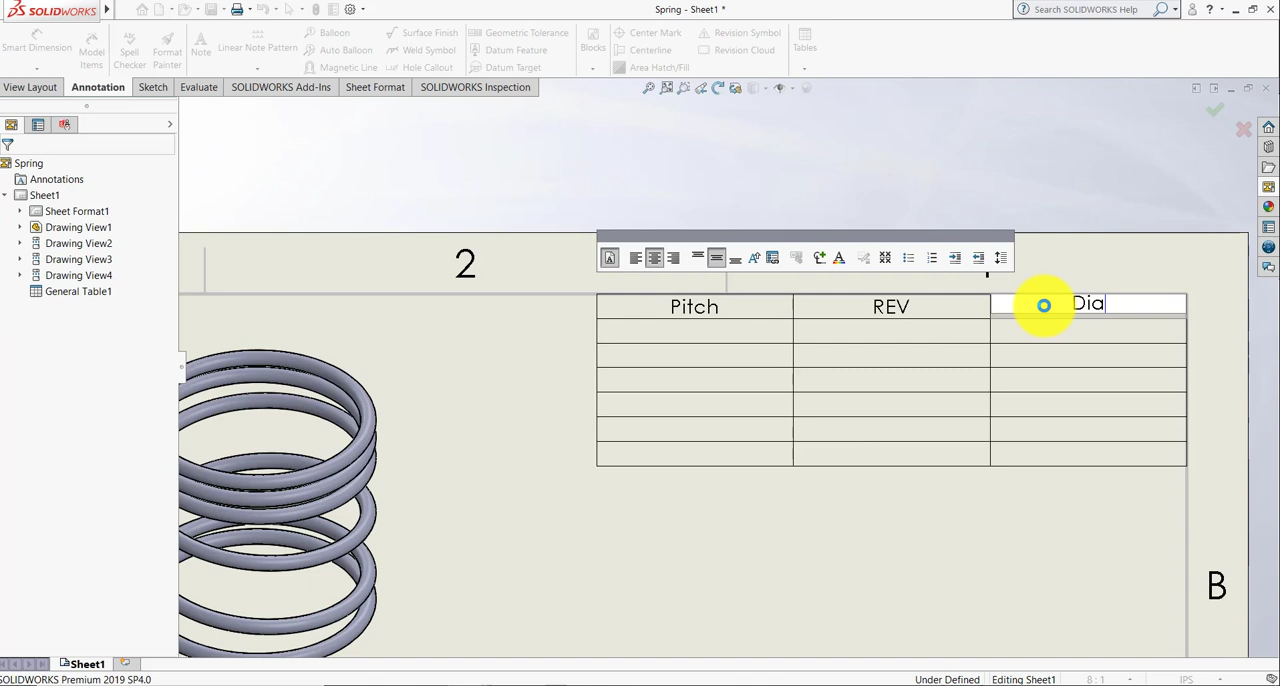 SOLIDWORKS
Spring - Sheet1 *
Search SOLIDWORKS Help
?
Smart Dimension
Model Items
Spell Checker
Format Painter
Note
Linear Note Pattern
Balloon
Auto Balloon
Magnetic Line
Surface Finish
Weld Symbol
Hole Callout
Geometric Tolerance
Datum Feature
Datum Target
Blocks
Center Mark
Centerline
Area Hatch/Fill
Revision Symbol
Revision Cloud
Tables
View Layout
Annotation
Sketch
Evaluate
SOLIDWORKS Add-Ins
Sheet Format
SOLIDWORKS Inspection
Spring
Annotations
Sheet1
Sheet Format1
Drawing View1
Drawing View2
Drawing View3
Drawing View4
General Table1
2
Pitch
REV
Dia
B
Sheet1
SOLIDWORKS Premium 2019 SP4.0
Under Defined
Editing Sheet1
8 : 1
IPS